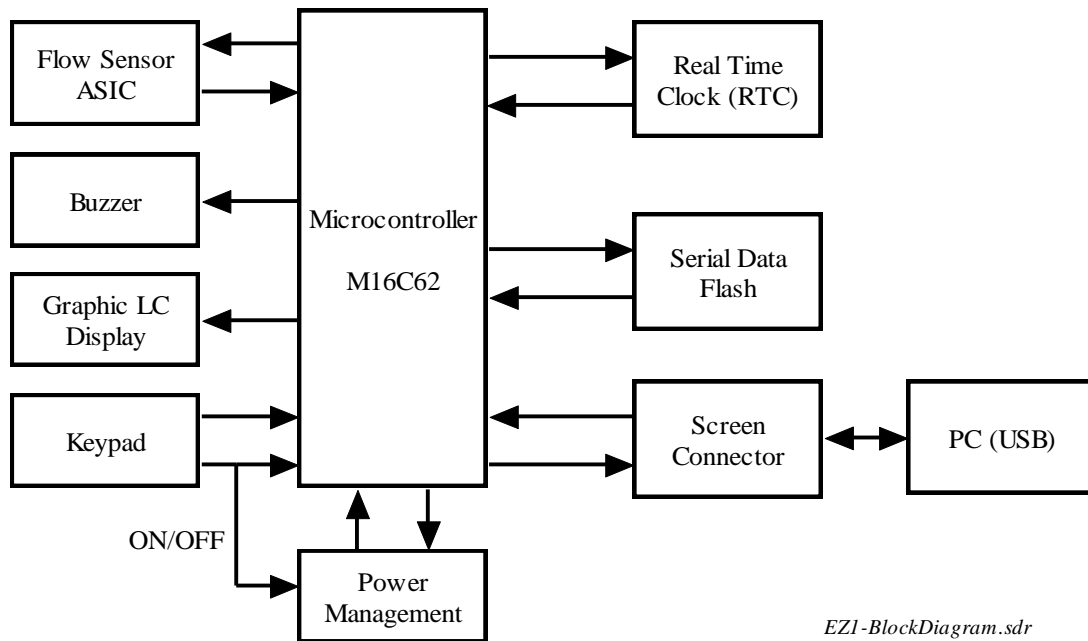 Flow Sensor
ASIC
Buzzer
Graphic LC
Display
Keypad
ON/OFF
Microcontroller
M16C62
Power
Management
Real Time
Clock (RTC)
Serial Data
Flash
Screen
Connector
PC (USB)
EZ1-BlockDiagram.sdr